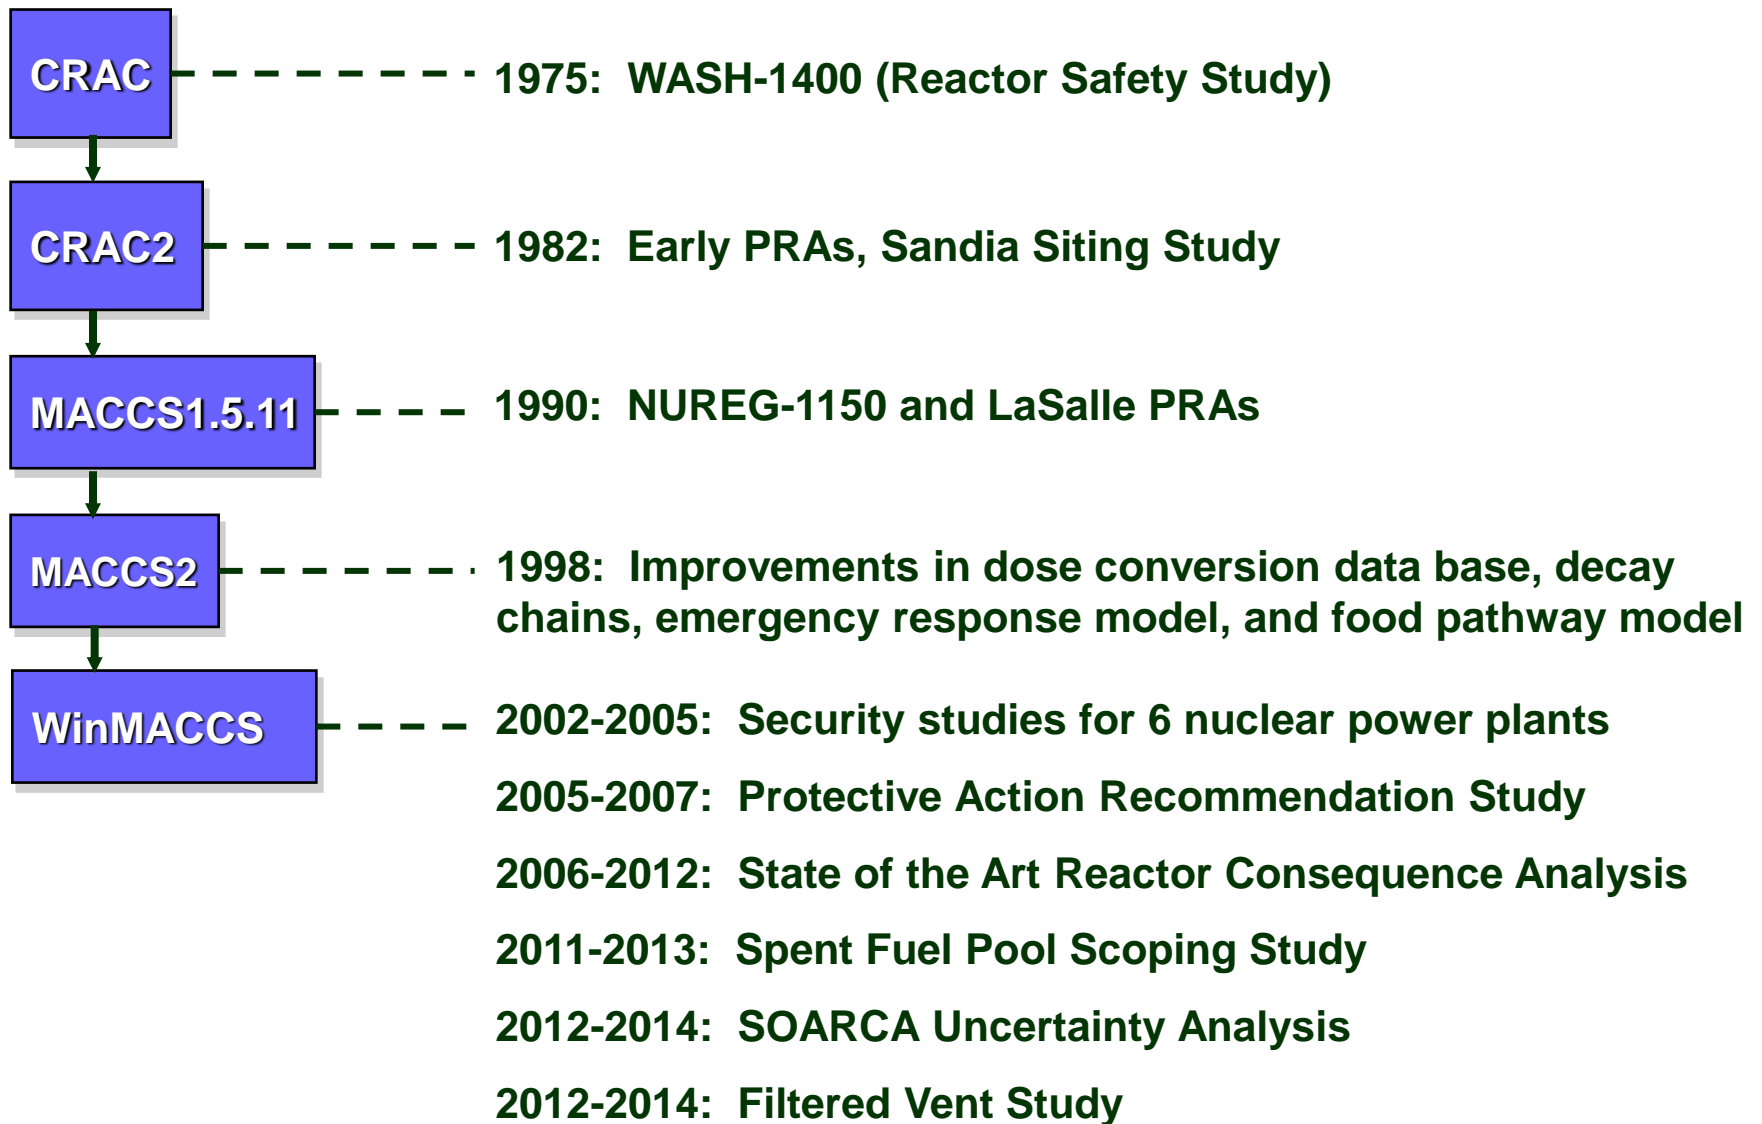 CRAC
1975: WASH-1400 (Reactor Safety Study)
CRAC2
1982: Early PRAs, Sandia Siting Study
MACCS1.5.11
1990: NUREG-1150 and LaSalle PRAs
MACCS2
1998: Improvements in dose conversion data base, decay
chains, emergency response model, and food pathway model
WinMACCS
2002-2005: Security studies for 6 nuclear power plants
2005-2007: Protective Action Recommendation Study
2006-2012: State of the Art Reactor Consequence Analysis
2011-2013: Spent Fuel Pool Scoping Study
2012-2014: SOARCA Uncertainty Analysis
2012-2014: Filtered Vent Study